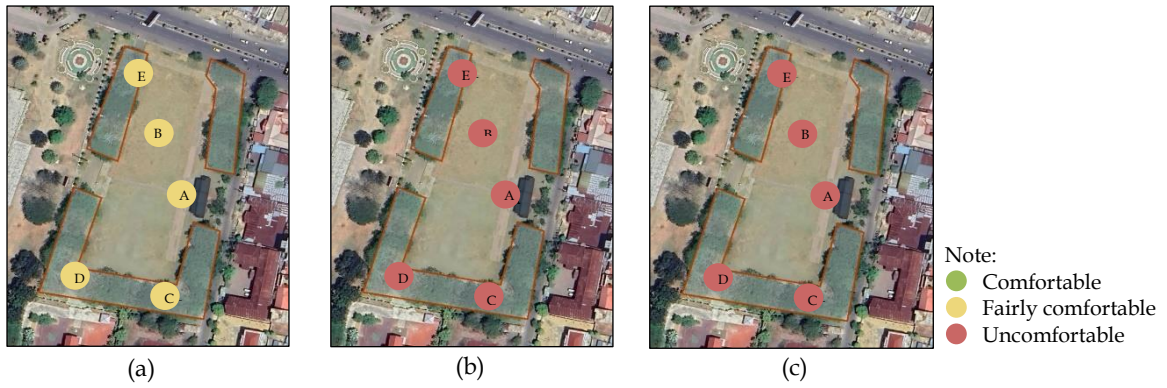 E
B
A
D
C
(a)
E
B
A
D
C
(b)
E
B
A
D
C
(c)
Note:
Comfortable
Fairly comfortable
Uncomfortable